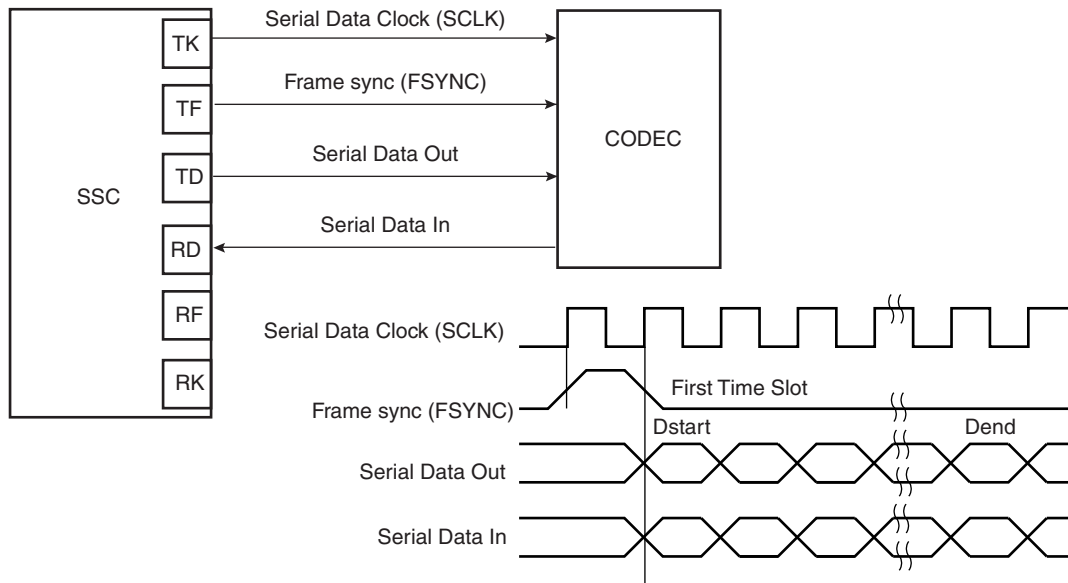 SSC
TK
TF
TD
RD
RF
RK
Serial Data Clock (SCLK)
Frame sync (FSYNC)
Serial Data Out
Serial Data In
CODEC
Serial Data Clock (SCLK)
Frame sync (FSYNC)
First Time Slot
Dstart
Dend
Serial Data Out
Serial Data In